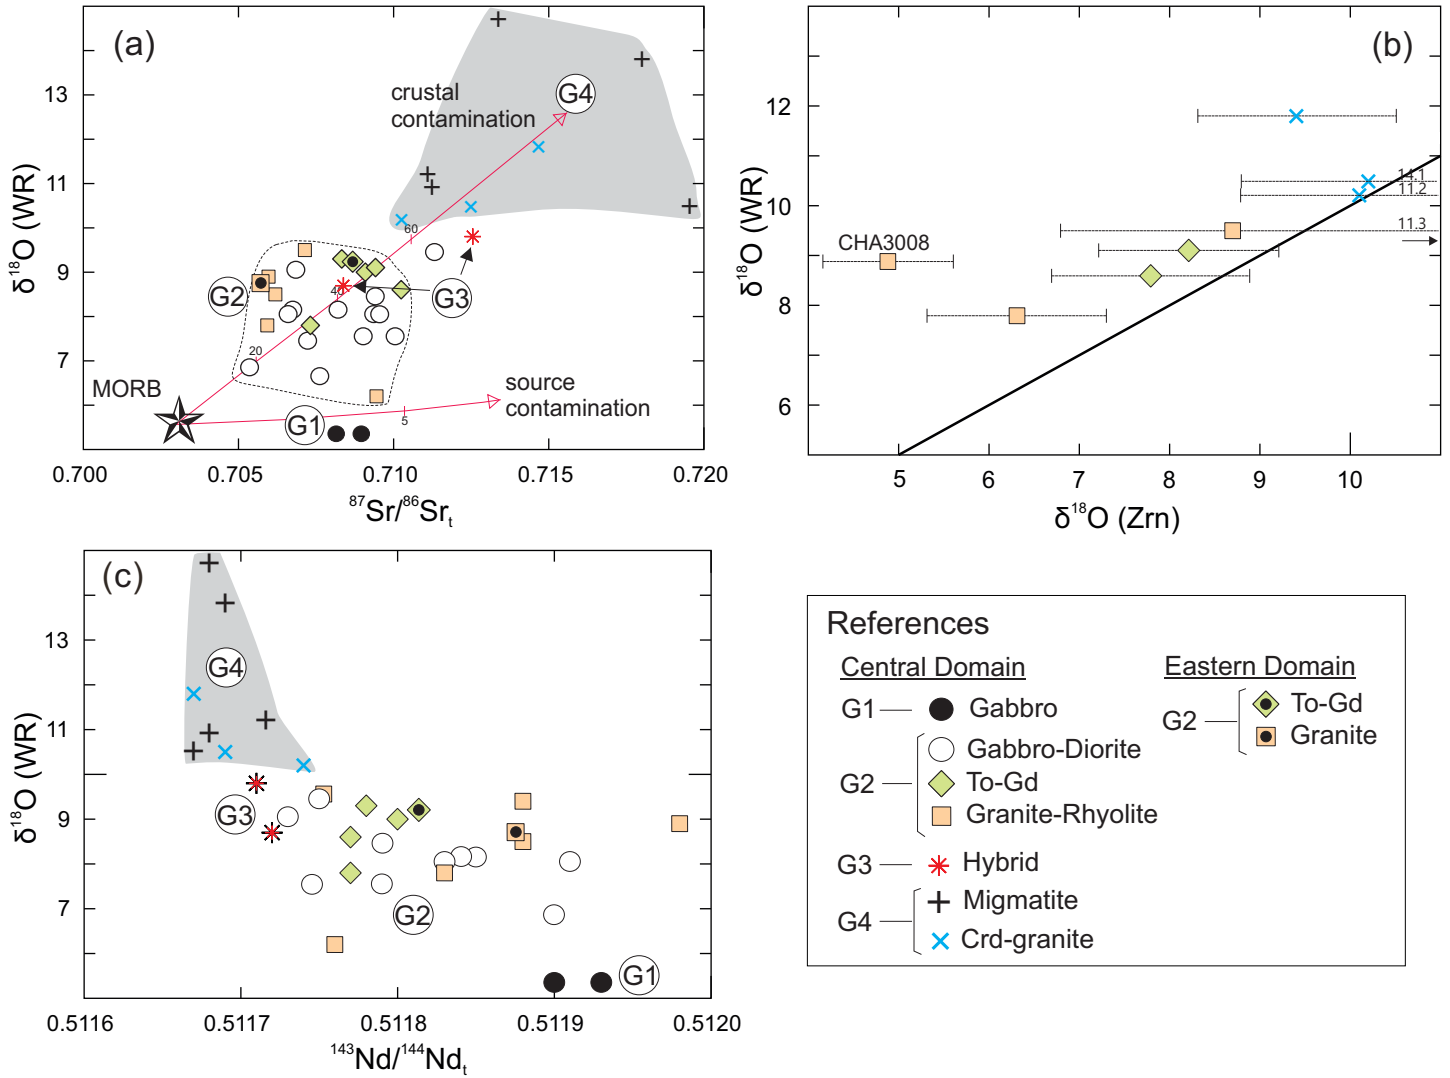 (a)
δ18O (WR)
13
11
9
7
crustal
contamination
G4
60
G2
40
G3
20
MORB
source
contamination
G1
5
0.700
0.705
0.710
0.715
0.720
87Sr/86Srt
(b)
δ18O (WR)
12
10
8
6
14.1
11.2
11.3
CHA3008
5
6
7
8
9
10
δ18O (Zrn)
(c)
δ18O (WR)
13
11
9
7
G4
G3
G2
G1
0.5116
0.5117
0.5118
0.5119
0.5120
143Nd/144Ndt
References
Central Domain
G1
Gabbro
G2
Gabbro-Diorite
To-Gd
Granite-Rhyolite
G3
Hybrid
G4
Migmatite
Crd-granite
Eastern Domain
G2
To-Gd
Granite